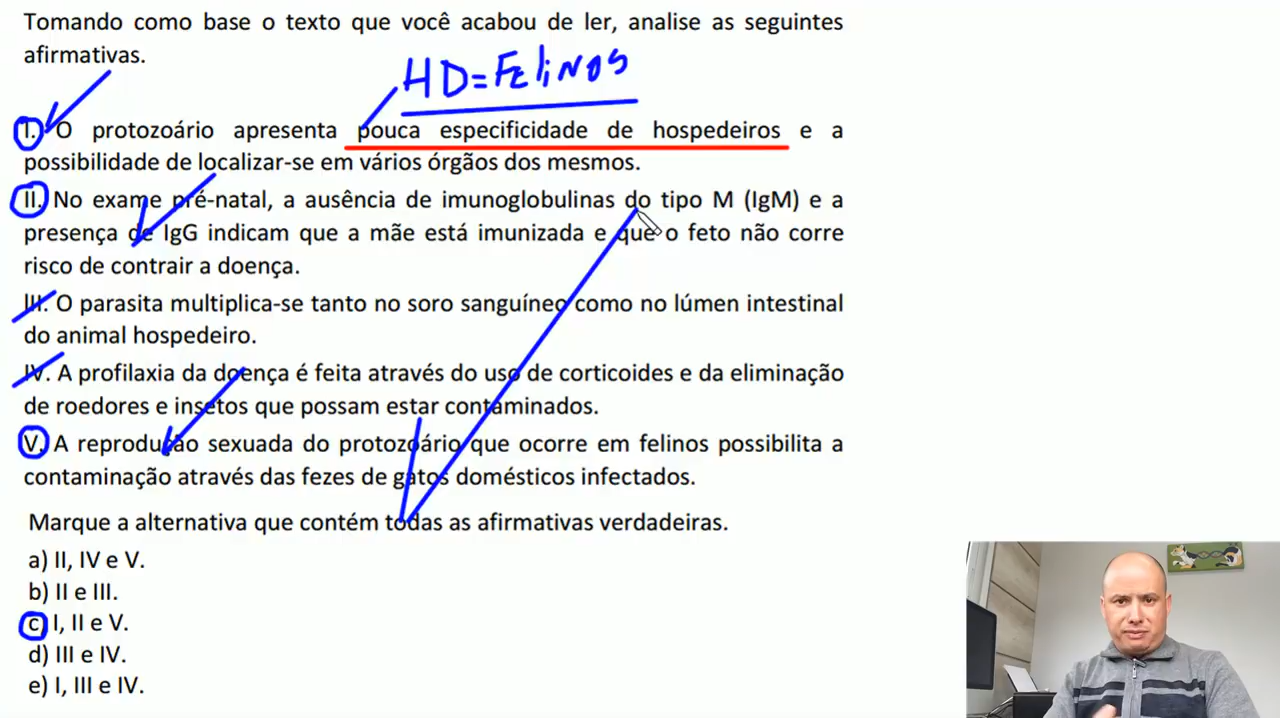 Tomando como base o texto que você acabou de ler, analise as seguintes
afirmativas.
HD=FELINOS
I. O protozoário apresenta pouca especificidade de hospedeiros e a
possibilidade de localizar-se em vários órgãos dos mesmos.
II. No exame pré-natal, a ausência de imunoglobulinas do tipo M (IgM) e a
presença de IgG indicam que a mãe está imunizada e que o feto não corre
risco de contrair a doença.
III. O parasita multiplica-se tanto no soro sanguíneo como no lúmen intestinal
do animal hospedeiro.
IV. A profilaxia da doença é feita através do uso de corticoides e da eliminação
de roedores e insetos que possam estar contaminados.
V. A reprodução sexuada do protozoário que ocorre em felinos possibilita a
contaminação através das fezes de gatos domésticos infectados.
Marque a alternativa que contém todas as afirmativas verdadeiras.
a) II, IV e V.
b) II e III.
c) I, II e V.
d) III e IV.
e) I, III e IV.